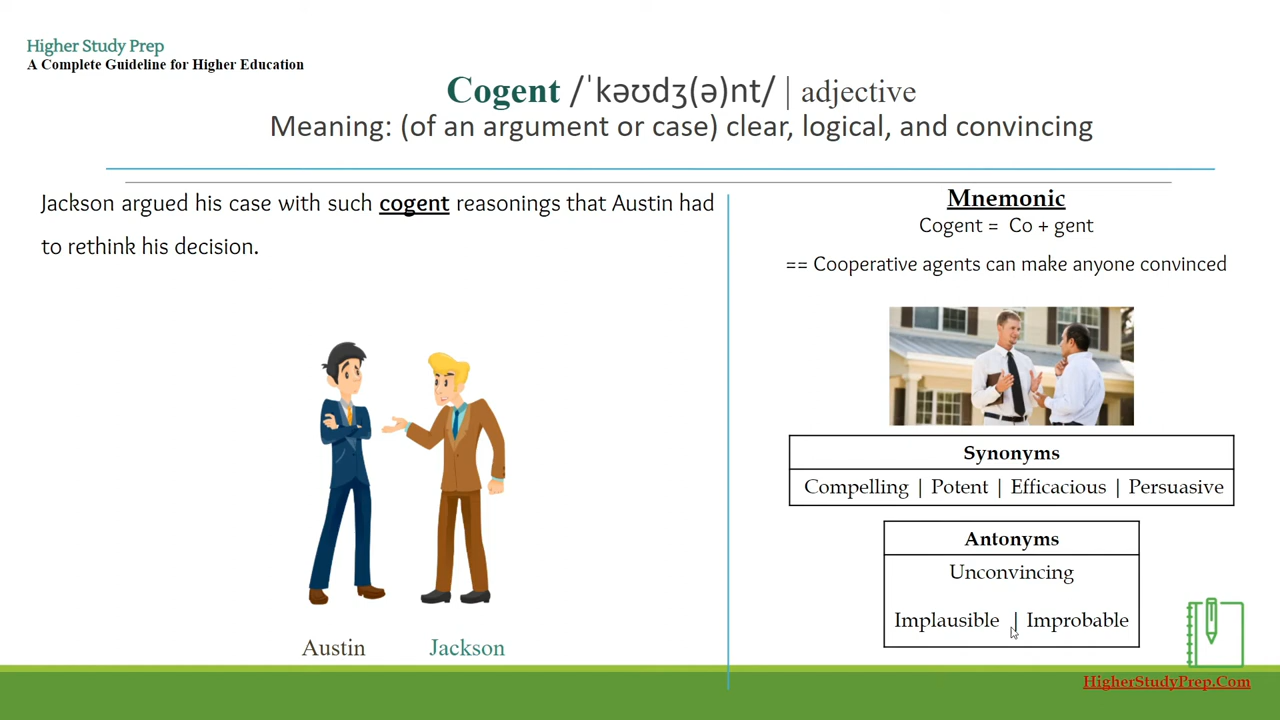 Higher Study Prep
A Complete Guideline for Higher Education
Cogent /ˈkəʊdʒ(ə)nt/ | adjective
Meaning: (of an argument or case) clear, logical, and convincing
Jackson argued his case with such cogent reasonings that Austin had
to rethink his decision.
Austin
Jackson
Mnemonic
Cogent = Co + gent
== Cooperative agents can make anyone convinced
Synonyms
Compelling | Potent | Efficacious | Persuasive
Antonyms
Unconvincing
Implausible | Improbable
HigherStudyPrep.Com